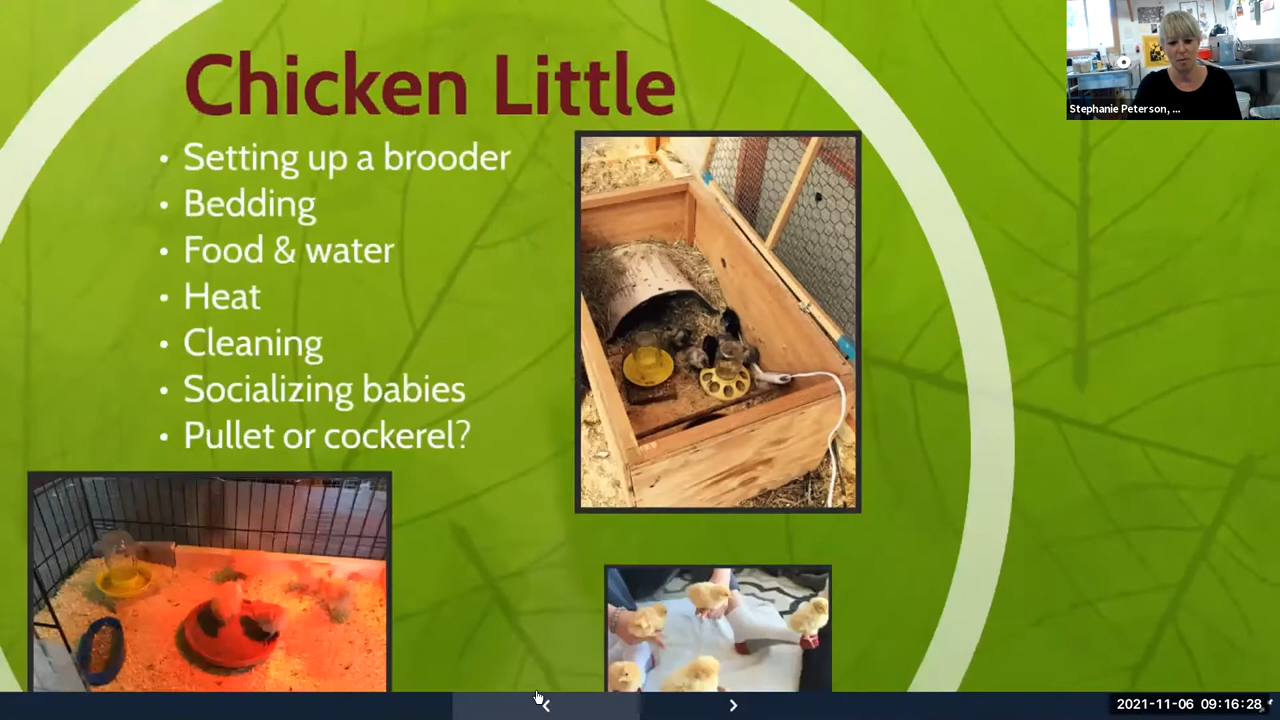 Chicken Little
• Setting up a brooder
• Bedding
• Food & water
• Heat
• Cleaning
• Socializing babies
• Pullet or cockerel?
Stephanie Peterson, ...
2021-11-06 09:16:28